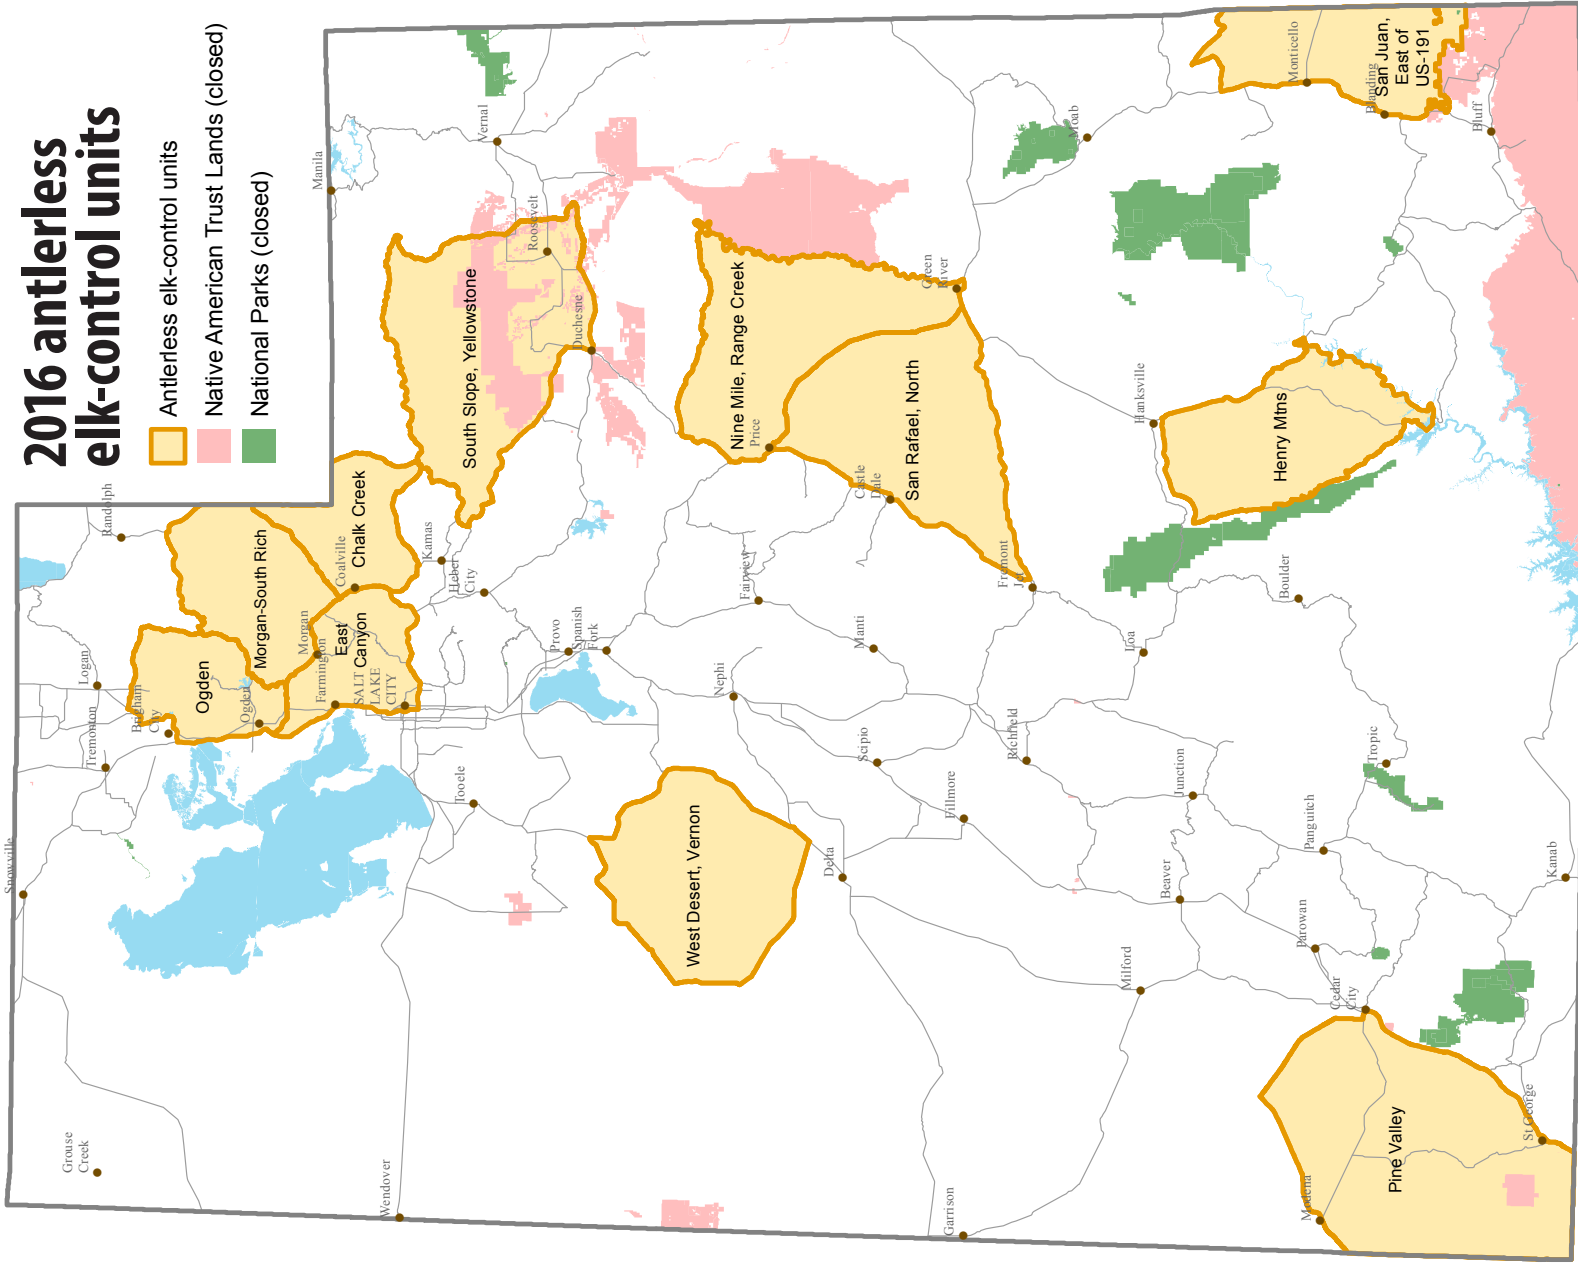 2016 antlerless
elk-control units
Antlerless elk-control units
Native American Trust Lands (closed)
National Parks (closed)
Snowville
Grouse
Creek
Tremonton
Logan
Randolph
Brigham
City
Ogden
Ogden
Morgan-South Rich
Morgan
Farmington
East
Canyon
SALT
LAKE
CITY
Coalville
Chalk Creek
Kamas
Heber
City
Manila
Vernal
Roosevelt
Duchesne
South Slope, Yellowstone
Wendover
Tooele
Provo
Spanish
Fork
West Desert, Vernon
Nephi
Fairview
Price
Nine Mile, Range Creek
Manti
Castle
Dale
San Rafael, North
Green
River
Delta
Scipio
Fillmore
Garrison
Richfield
Fremont
Jct
Moab
Loa
Hanksville
Milford
Beaver
Junction
Henry Mtns
Boulder
Monticello
Blanding
San Juan,
East of
US-191
Bluff
Modena
Parowan
Cedar
City
Panguitch
Tropic
Pine Valley
St George
Kanab